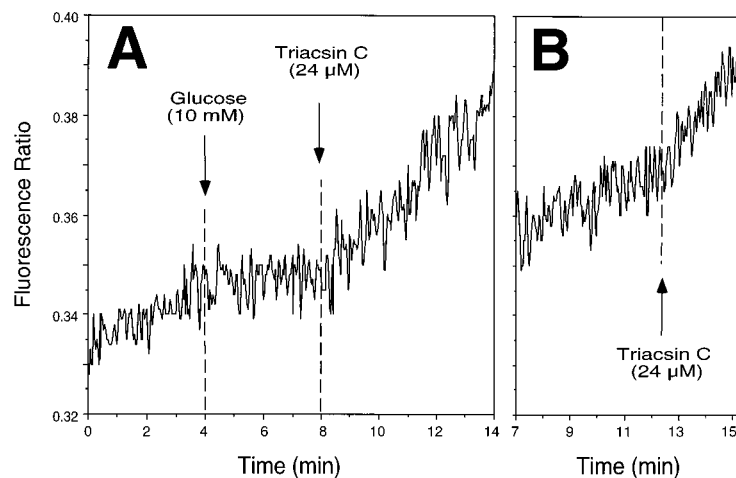 A
B
0.40
0.38
0.36
0.34
0.32
Fluorescence Ratio
Glucose
(10 mM)
Triacsin C
(24 µM)
0
2
4
6
8
10
12
14
Time (min)
Triacsin C
(24 µM)
7
9
11
13
15
Time (min)